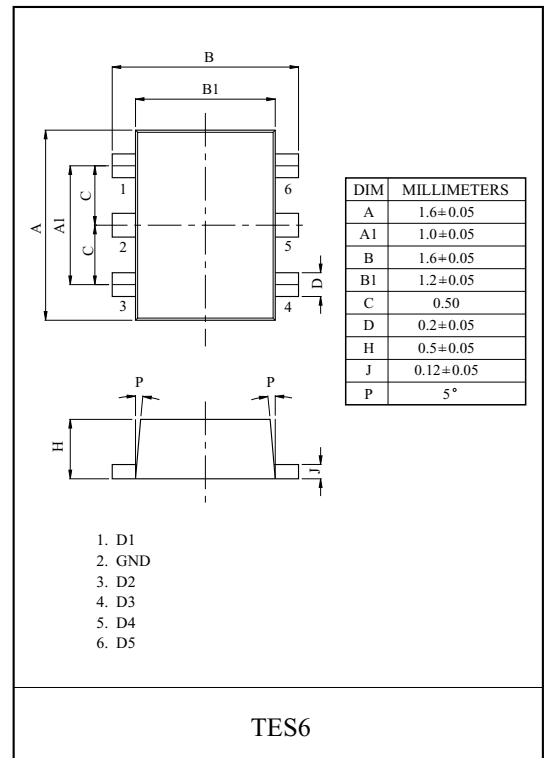 B
B1
A
A1
C
C
D
1
2
3
6
5
4
DIM MILLIMETERS
A 1.6±0.05
A1 1.0±0.05
B 1.6±0.05
B1 1.2±0.05
C 0.50
D 0.2±0.05
H 0.5±0.05
J 0.12±0.05
P 5°
P
P
H
J
1. D1
2. GND
3. D2
4. D3
5. D4
6. D5
TES6